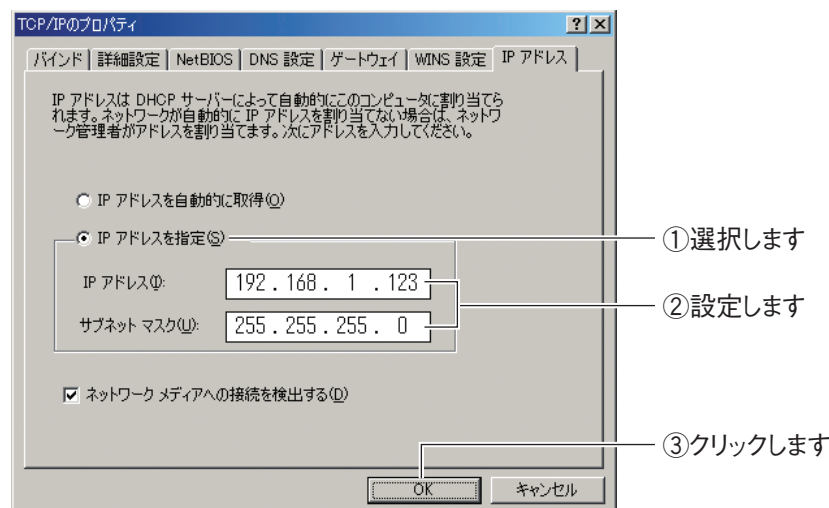 TCP/IPのプロパティ
? ×
バインド 詳細設定 NetBIOS DNS 設定 ゲートウェイ WINS 設定 IP アドレス
IP アドレスは DHCP サーバーによって自動的にこのコンピュータに割り当てら
れます。ネットワークが自動的に IP アドレスを割り当てない場合は、ネットワ
ーク管理者がアドレスを割り当てます。次にアドレスを入力してください。
IP アドレスを自動的に取得(O)
IP アドレスを指定(S)
①選択します
IP アドレス(I): 192 . 168 . 1 . 123
②設定します
サブネット マスク(U): 255 . 255 . 255 . 0
ネットワーク メディアへの接続を検出する(D)
③クリックします
OK キャンセル